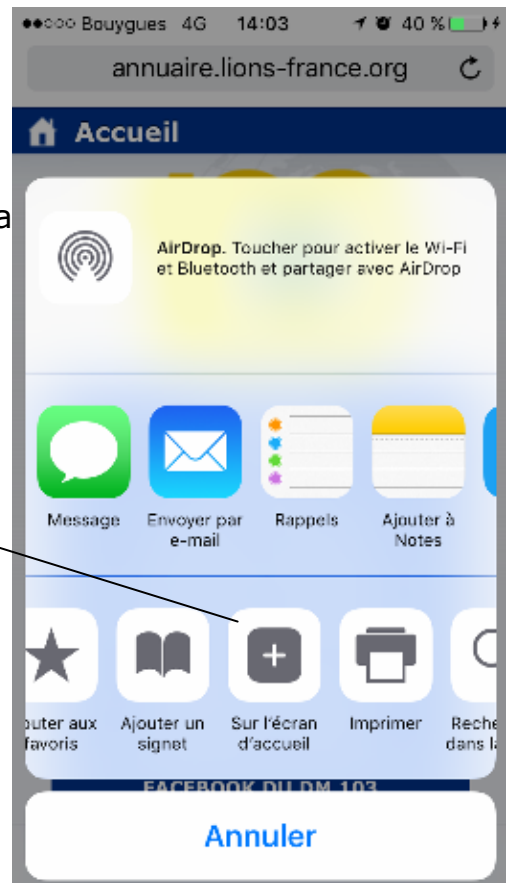 Bouygues 4G 14:03 40 %
annuaire.lions-france.org
Accueil
a
AirDrop. Toucher pour activer le Wi-Fi
et Bluetooth et partager avec AirDrop
Message
Envoyer par
e-mail
Rappels
Ajouter à
Notes
outer aux
favoris
Ajouter un
signet
Sur l'écran
d'accueil
Imprimer
Reche
dans la
FACEBOOK DU DM 103
Annuler